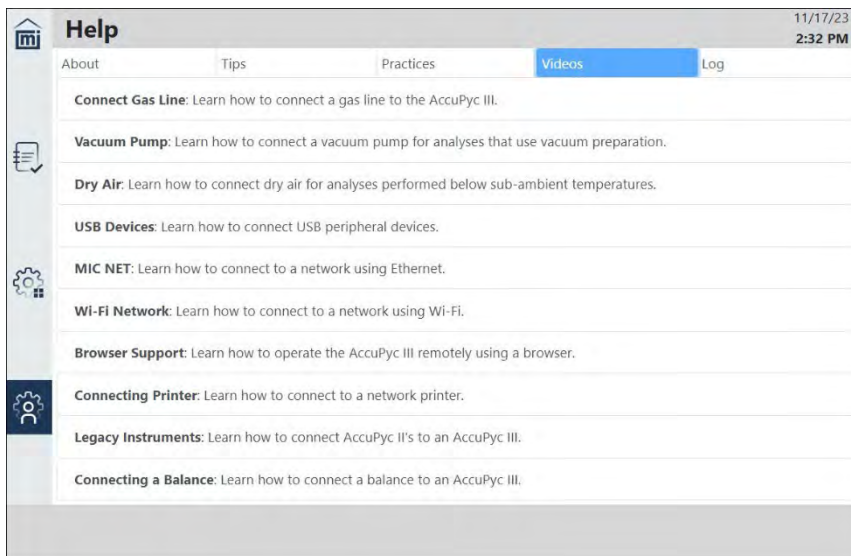 mi
Help
11/17/23
2:32 PM
About Tips Practices Videos Log
Connect Gas Line: Learn how to connect a gas line to the AccuPyc III.
Vacuum Pump: Learn how to connect a vacuum pump for analyses that use vacuum preparation.
Dry Air: Learn how to connect dry air for analyses performed below sub-ambient temperatures.
USB Devices: Learn how to connect USB peripheral devices.
MIC NET: Learn how to connect to a network using Ethernet.
Wi-Fi Network: Learn how to connect to a network using Wi-Fi.
Browser Support: Learn how to operate the AccuPyc III remotely using a browser.
Connecting Printer: Learn how to connect to a network printer.
Legacy Instruments: Learn how to connect AccuPyc II's to an AccuPyc III.
Connecting a Balance: Learn how to connect a balance to an AccuPyc III.